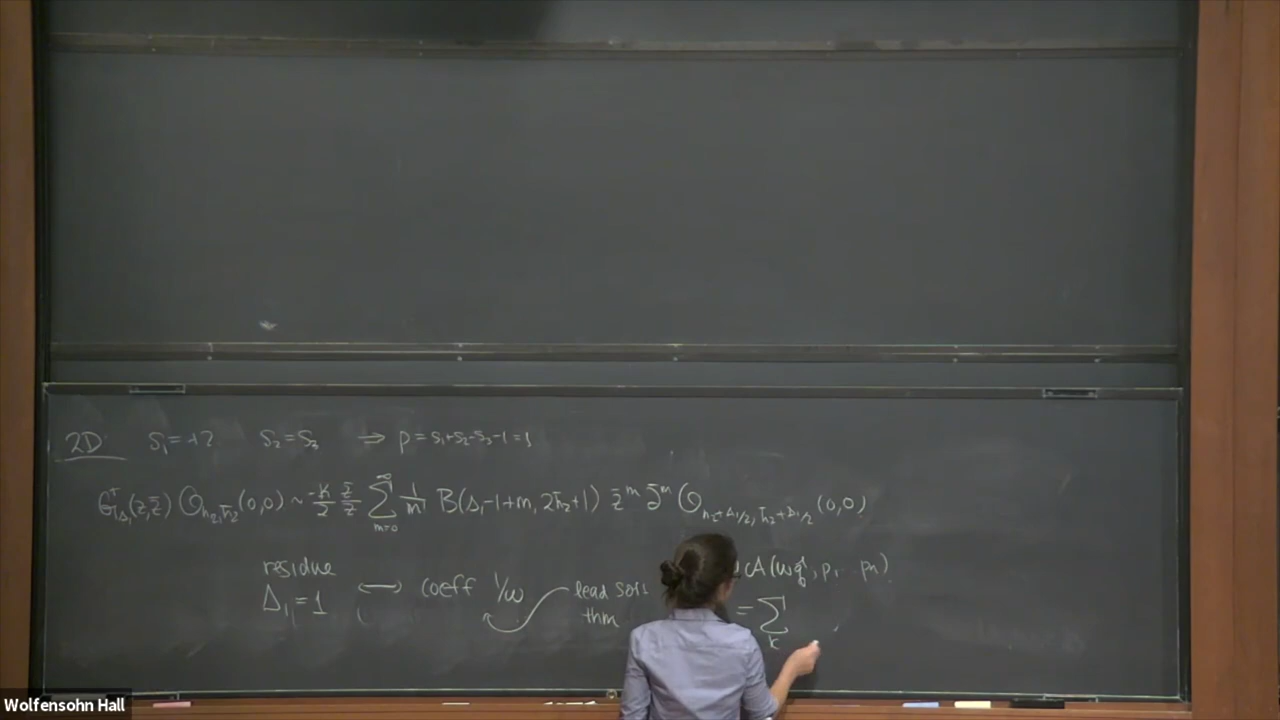 2D: S₁=+2 S₂=S₃ ⇒ p=s₁+s₂-s₃-1=1
G⁺_{Δ₁}(z,z̄) O_{h₂,h̄₂}(0,0) ~ -κ/2 z̄/z ∑_{m=0}^{∞} 1/m! B(Δ₁-1+m, 2h̄₂+1) z̄^m ∂̄^m O_{h₂+Δ₁/2, h̄₂+Δ₁/2}(0,0)
residue Δ₁=1 ⟷ coeff 1/ω lead soft thm A(ωq̂, p₁ pₙ)
= ∑_k
Wolfensohn Hall